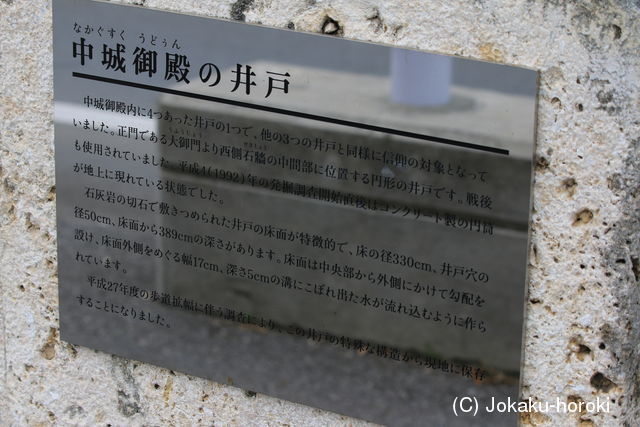 なかぐすく うどぅん
中城御殿の井戸
中城御殿内に4つあった井戸の1つで、他の3つの井戸と同様に信仰の対象となって
いました。正門である大御門より西側石牆の中間部に位置する円形の井戸です。戦後
も使用されていました。平成4(1992)年の発掘調査開始直後はコンクリート製の円筒
が地上に現れている状態でした。
石灰岩の切石で敷きつめられた井戸の床面が特徴的で、床の径330cm、井戸穴の
径50cm、床面から389cmの深さがあります。床面は中央部から外側にかけて勾配を
設け、床面外側をめぐる幅17cm、深さ5cmの溝にこぼれ出た水が流れ込むように作ら
れています。
平成27年度の歩道拡幅に伴う調査により、この井戸の特殊な構造から現地に保存
することになりました。
(C) Jokaku-horoki